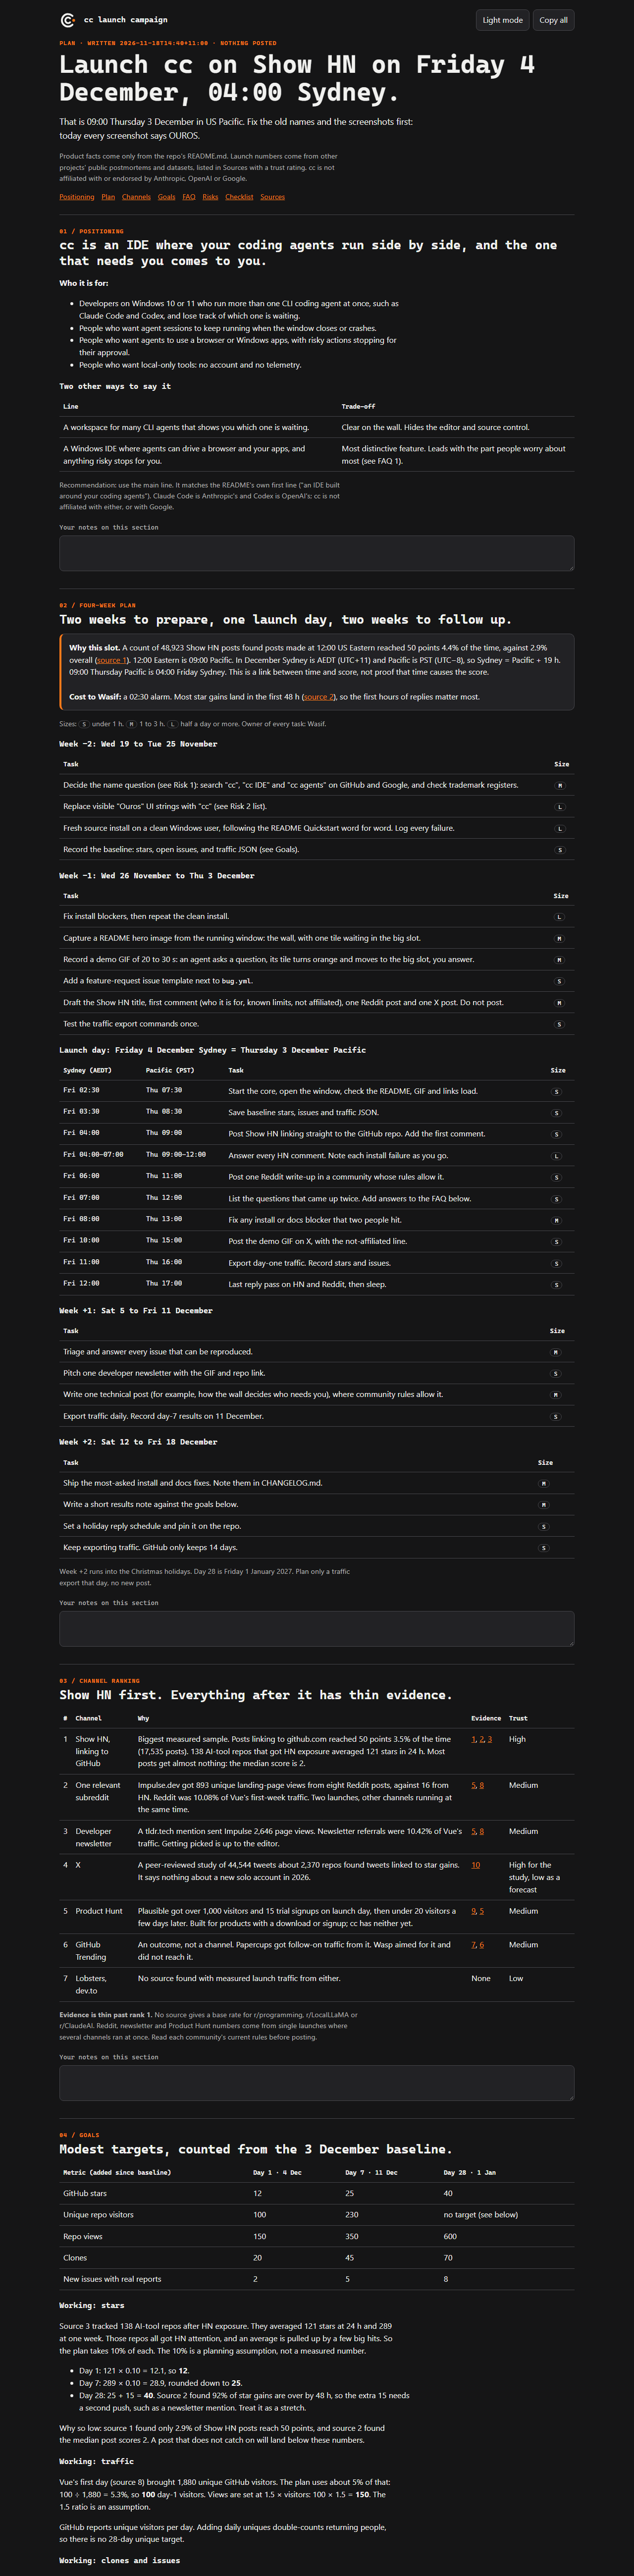 cc launch campaign
Light mode
Copy all
PLAN · WRITTEN 2026-11-18T14:40+11:00 · NOTHING POSTED
Launch cc on Show HN on Friday 4
December, 04:00 Sydney.
That is 09:00 Thursday 3 December in US Pacific. Fix the old names and the screenshots first:
today every screenshot says OUROS.
Product facts come only from the repo's README.md. Launch numbers come from other
projects' public postmortems and datasets, listed in Sources with a trust rating. cc is not
affiliated with or endorsed by Anthropic, OpenAI or Google.
Positioning Plan Channels Goals FAQ Risks Checklist Sources
01 / POSITIONING
cc is an IDE where your coding agents run side by side, and the one
that needs you comes to you.
Who it is for:
• Developers on Windows 10 or 11 who run more than one CLI coding agent at once, such as
Claude Code and Codex, and lose track of which one is waiting.
• People who want agent sessions to keep running when the window closes or crashes.
• People who want agents to use a browser or Windows apps, with risky actions stopping for
their approval.
• People who want local-only tools: no account and no telemetry.
Two other ways to say it
Line Trade-off
A workspace for many CLI agents that shows you which one is waiting. Clear on the wall. Hides the editor and source control.
A Windows IDE where agents can drive a browser and your apps, and Most distinctive feature. Leads with the part people worry about
anything risky stops for you. most (see FAQ 1).
Recommendation: use the main line. It matches the README's own first line ("an IDE built
around your coding agents"). Claude Code is Anthropic's and Codex is OpenAI's; cc is not
affiliated with either, or with Google.
Your notes on this section
02 / FOUR-WEEK PLAN
Two weeks to prepare, one launch day, two weeks to follow up.
Why this slot. A count of 48,923 Show HN posts found posts made at 12:00 US Eastern reached 50 points 4.4% of the time, against 2.9%
overall (source 1). 12:00 Eastern is 09:00 Pacific. In December Sydney is AEDT (UTC+11) and Pacific is PST (UTC−8), so Sydney = Pacific + 19 h.
09:00 Thursday Pacific is 04:00 Friday Sydney. This is a link between time and score, not proof that time causes the score.
Cost to Wasif: a 02:30 alarm. Most star gains land in the first 48 h (source 2), so the first hours of replies matter most.
Sizes: S under 1 h. M 1 to 3 h. L half a day or more. Owner of every task: Wasif.
Week −2: Wed 19 to Tue 25 November
Task Size
Decide the name question (see Risk 1): search "cc", "cc IDE" and "cc agents" on GitHub and Google, and check trademark registers. M
Replace visible "Ouros" UI strings with "cc" (see Risk 2 list). L
Fresh source install on a clean Windows user, following the README Quickstart word for word. Log every failure. L
Record the baseline: stars, open issues, and traffic JSON (see Goals). S
Week −1: Wed 26 November to Thu 3 December
Task Size
Fix install blockers, then repeat the clean install. L
Capture a README hero image from the running window: the wall, with one tile waiting in the big slot. M
Record a demo GIF of 20 to 30 s: an agent asks a question, its tile turns orange and moves to the big slot, you answer. M
Add a feature-request issue template next to bug.yml. S
Draft the Show HN title, first comment (who it is for, known limits, not affiliated), one Reddit post and one X post. Do not post. M
Test the traffic export commands once. S
Launch day: Friday 4 December Sydney = Thursday 3 December Pacific
Sydney (AEDT) Pacific (PST) Task Size
Fri 02:30 Thu 07:30 Start the core, open the window, check the README, GIF and links load. S
Fri 03:30 Thu 08:30 Save baseline stars, issues and traffic JSON. S
Fri 04:00 Thu 09:00 Post Show HN linking straight to the GitHub repo. Add the first comment. S
Fri 04:00–07:00 Thu 09:00–12:00 Answer every HN comment. Note each install failure as you go. L
Fri 06:00 Thu 11:00 Post one Reddit write-up in a community whose rules allow it. S
Fri 07:00 Thu 12:00 List the questions that came up twice. Add answers to the FAQ below. S
Fri 08:00 Thu 13:00 Fix any install or docs blocker that two people hit. M
Fri 10:00 Thu 15:00 Post the demo GIF on X, with the not-affiliated line. S
Fri 11:00 Thu 16:00 Export day-one traffic. Record stars and issues. S
Fri 12:00 Thu 17:00 Last reply pass on HN and Reddit, then sleep. S
Week +1: Sat 5 to Fri 11 December
Task Size
Triage and answer every issue that can be reproduced. M
Pitch one developer newsletter with the GIF and repo link. S
Write one technical post (for example, how the wall decides who needs you), where community rules allow it. M
Export traffic daily. Record day-7 results on 11 December. S
Week +2: Sat 12 to Fri 18 December
Task Size
Ship the most-asked install and docs fixes. Note them in CHANGELOG.md. M
Write a short results note against the goals below. M
Set a holiday reply schedule and pin it on the repo. S
Keep exporting traffic. GitHub only keeps 14 days. S
Week +2 runs into the Christmas holidays. Day 28 is Friday 1 January 2027. Plan only a traffic
export that day, no new post.
Your notes on this section
03 / CHANNEL RANKING
Show HN first. Everything after it has thin evidence.
# Channel Why Evidence Trust
1 Show HN, Biggest measured sample. Posts linking to github.com reached 50 points 3.5% of the time 1, 2, 3 High
linking to (17,535 posts). 138 AI-tool repos that got HN exposure averaged 121 stars in 24 h. Most
GitHub posts get almost nothing: the median score is 2.
2 One relevant Impulse.dev got 893 unique landing-page views from eight Reddit posts, against 16 from 5, 8 Medium
subreddit HN. Reddit was 10.08% of Vue's first-week traffic. Two launches, other channels running at
the same time.
3 Developer A tldr.tech mention sent Impulse 2,646 page views. Newsletter referrals were 10.42% of Vue's 5, 8 Medium
newsletter traffic. Getting picked is up to the editor.
4 X A peer-reviewed study of 44,544 tweets about 2,370 repos found tweets linked to star gains. 10 High for the
It says nothing about a new solo account in 2026. study, low as a
forecast
5 Product Hunt Plausible got over 1,000 visitors and 15 trial signups on launch day, then under 20 visitors a 9, 5 Medium
few days later. Built for products with a download or signup; cc has neither yet.
6 GitHub An outcome, not a channel. Papercups got follow-on traffic from it. Wasp aimed for it and 7, 6 Medium
Trending did not reach it.
7 Lobsters, No source found with measured launch traffic from either. None Low
dev.to
Evidence is thin past rank 1. No source gives a base rate for r/programming, r/LocalLLaMA or
r/ClaudeAI. Reddit, newsletter and Product Hunt numbers come from single launches where
several channels ran at once. Read each community's current rules before posting.
Your notes on this section
04 / GOALS
Modest targets, counted from the 3 December baseline.
Metric (added since baseline) Day 1 · 4 Dec Day 7 · 11 Dec Day 28 · 1 Jan
GitHub stars 12 25 40
Unique repo visitors 100 230 no target (see below)
Repo views 150 350 600
Clones 20 45 70
New issues with real reports 2 5 8
Working: stars
Source 3 tracked 138 AI-tool repos after HN exposure. They averaged 121 stars at 24 h and 289
at one week. Those repos all got HN attention, and an average is pulled up by a few big hits. So
the plan takes 10% of each. The 10% is a planning assumption, not a measured number.
• Day 1: 121 × 0.10 = 12.1, so 12.
• Day 7: 289 × 0.10 = 28.9, rounded down to 25.
• Day 28: 25 + 15 = 40. Source 2 found 92% of star gains are over by 48 h, so the extra 15 needs
a second push, such as a newsletter mention. Treat it as a stretch.
Why so low: source 1 found only 2.9% of Show HN posts reach 50 points, and source 2 found
the median post scores 2. A post that does not catch on will land below these numbers.
Working: traffic
Vue's first day (source 8) brought 1,880 unique GitHub visitors. The plan uses about 5% of that:
100 ÷ 1,880 = 5.3%, so 100 day-1 visitors. Views are set at 1.5 × visitors: 100 × 1.5 = 150. The
1.5 ratio is an assumption.
GitHub reports unique visitors per day. Adding daily uniques double-counts returning people,
so there is no 28-day unique target.
Working: clones and issues